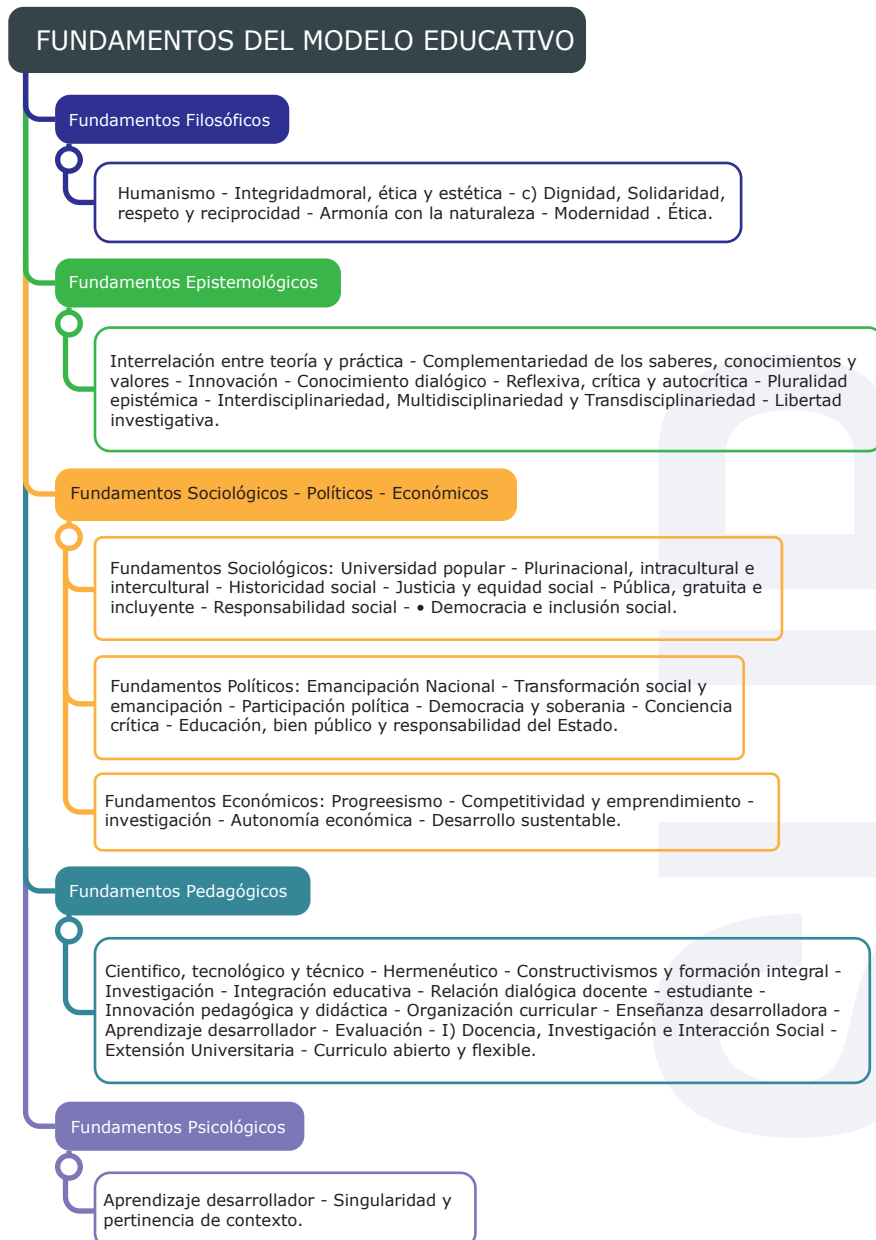 FUNDAMENTOS DEL MODELO EDUCATIVO
Fundamentos Filosóficos
Humanismo - Integridadmoral, ética y estética - c) Dignidad, Solidaridad,
respeto y reciprocidad - Armonía con la naturaleza - Modernidad . Ética.
Fundamentos Epistemológicos
Interrelación entre teoría y práctica - Complementariedad de los saberes, conocimientos y
valores - Innovación - Conocimiento dialógico - Reflexiva, crítica y autocrítica - Pluralidad
epistémica - Interdisciplinariedad, Multidisciplinariedad y Transdisciplinariedad - Libertad
investigativa.
Fundamentos Sociológicos - Políticos - Económicos
Fundamentos Sociológicos: Universidad popular - Plurinacional, intracultural e
intercultural - Historicidad social - Justicia y equidad social - Pública, gratuita e
incluyente - Responsabilidad social - • Democracia e inclusión social.
Fundamentos Políticos: Emancipación Nacional - Transformación social y
emancipación - Participación política - Democracia y soberania - Conciencia
crítica - Educación, bien público y responsabilidad del Estado.
Fundamentos Económicos: Progreesismo - Competitividad y emprendimiento -
investigación - Autonomía económica - Desarrollo sustentable.
Fundamentos Pedagógicos
Cientifico, tecnológico y técnico - Hermenéutico - Constructivismos y formación integral -
Investigación - Integración educativa - Relación dialógica docente - estudiante -
Innovación pedagógica y didáctica - Organización curricular - Enseñanza desarrolladora -
Aprendizaje desarrollador - Evaluación - I) Docencia, Investigación e Interacción Social -
Extensión Universitaria - Curriculo abierto y flexible.
Fundamentos Psicológicos
Aprendizaje desarrollador - Singularidad y
pertinencia de contexto.